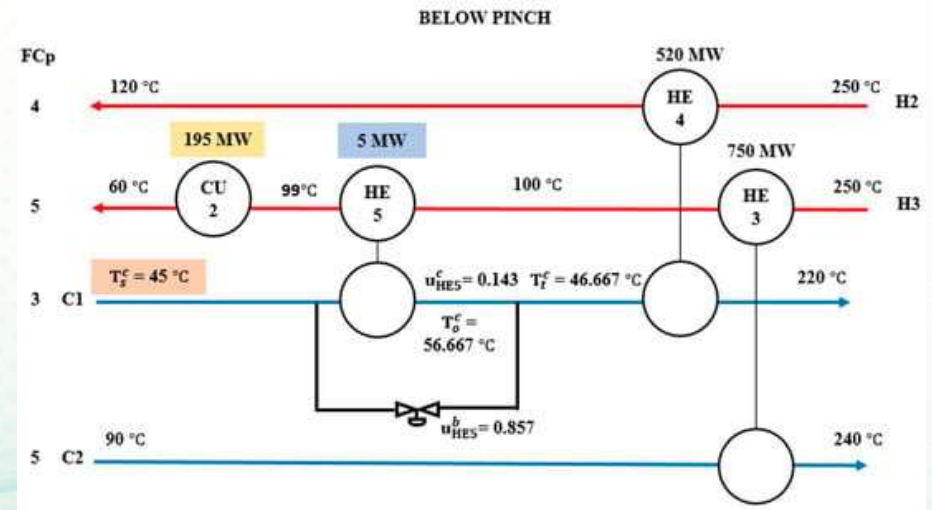 BELOW PINCH
FCp
520 MW
120 °C
HE
4
250 °C
H2
4
195 MW
5 MW
750 MW
60 °C
CU
2
99°C
HE
5
100 °C
HE
3
250 °C
H3
5
T_s^c = 45 °C
u_HE5^c = 0.143
T_t^c = 46.667 °C
220 °C
3 C1
T_o^c =
56.667 °C
u_HE5^b = 0.857
90 °C
240 °C
5 C2